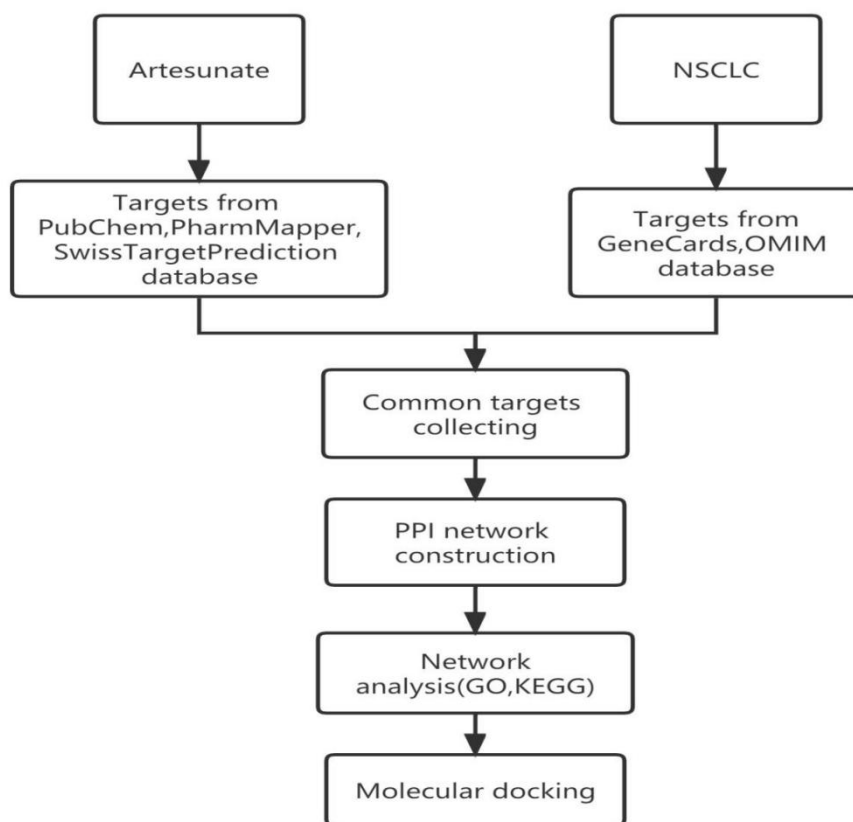 Artesunate
NSCLC
Targets from
PubChem,PharmMapper,
SwissTargetPrediction
database
Targets from
GeneCards,OMIM
database
Common targets
collecting
PPI network
construction
Network
analysis(GO,KEGG)
Molecular docking